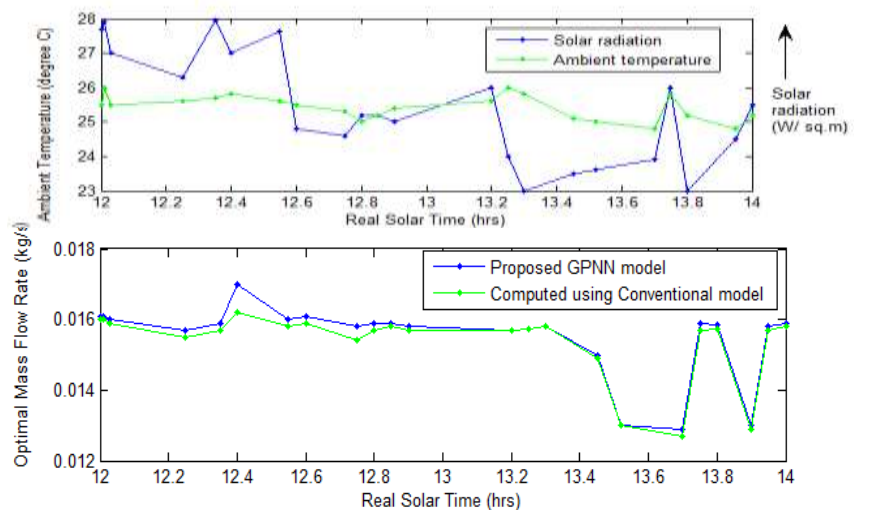 28
27
26
25
24
23
Ambient Temperature (degree C)
Solar radiation
Ambient temperature
Solar
radiation
(W/ sq.m)
12 12.2 12.4 12.6 12.8 13 13.2 13.4 13.6 13.8 14
Real Solar Time (hrs)
0.018
0.016
0.014
0.012
Optimal Mass Flow Rate (kg/s
Proposed GPNN model
Computed using Conventional model
12 12.2 12.4 12.6 12.8 13 13.2 13.4 13.6 13.8 14
Real Solar Time (hrs)